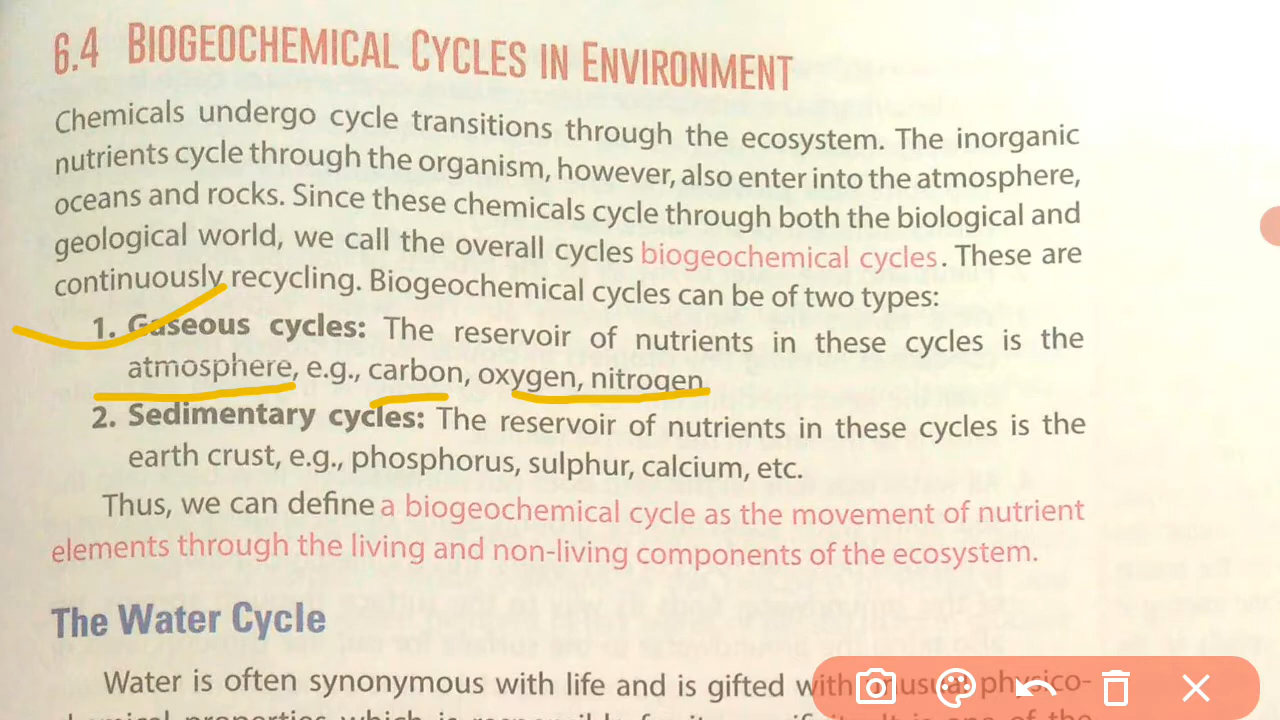 6.4 BIOGEOCHEMICAL CYCLES IN ENVIRONMENT
Chemicals undergo cycle transitions through the ecosystem. The inorganic
nutrients cycle through the organism, however, also enter into the atmosphere,
oceans and rocks. Since these chemicals cycle through both the biological and
geological world, we call the overall cycles biogeochemical cycles. These are
continuously recycling. Biogeochemical cycles can be of two types:
1. Gaseous cycles: The reservoir of nutrients in these cycles is the
atmosphere, e.g., carbon, oxygen, nitrogen
2. Sedimentary cycles: The reservoir of nutrients in these cycles is the
earth crust, e.g., phosphorus, sulphur, calcium, etc.
Thus, we can define a biogeochemical cycle as the movement of nutrient
elements through the living and non-living components of the ecosystem.
The Water Cycle
Water is often synonymous with life and is gifted with unusual physico-